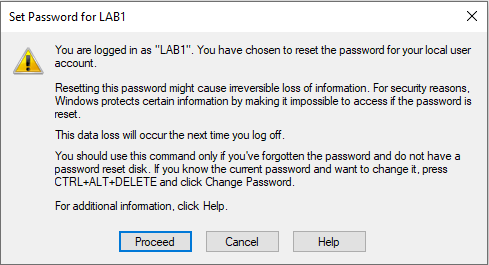 Set Password for LAB1
You are logged in as "LAB1". You have chosen to reset the password for your local user
account.
Resetting this password might cause irreversible loss of information. For security reasons,
Windows protects certain information by making it impossible to access if the password is
reset.
This data loss will occur the next time you log off.
You should use this command only if you've forgotten the password and do not have a
password reset disk. If you know the current password and want to change it, press
CTRL+ALT+DELETE and click Change Password.
For additional information, click Help.
Proceed Cancel Help